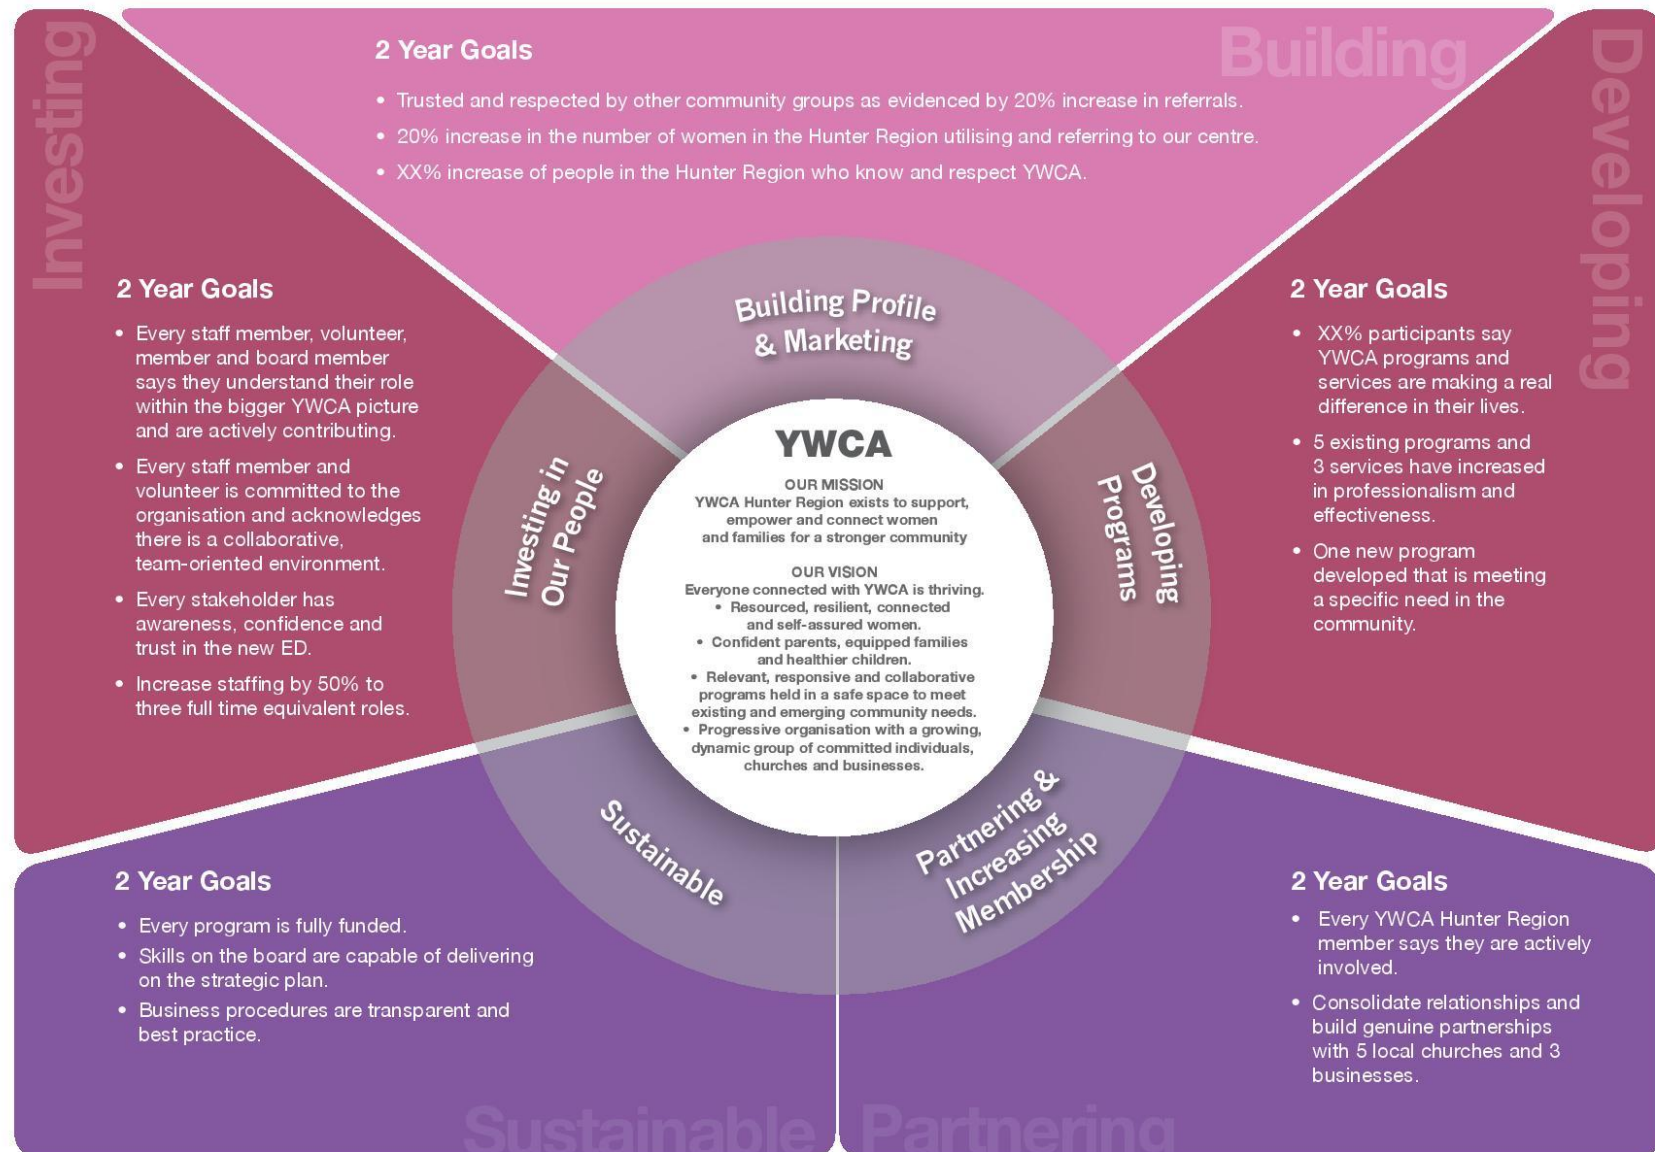 Building
2 Year Goals
• Trusted and respected by other community groups as evidenced by 20% increase in referrals.
• 20% increase in the number of women in the Hunter Region utilising and referring to our centre.
• XX% increase of people in the Hunter Region who know and respect YWCA.
Investing
2 Year Goals
• Every staff member, volunteer,
member and board member
says they understand their role
within the bigger YWCA picture
and are actively contributing.
• Every staff member and
volunteer is committed to the
organisation and acknowledges
there is a collaborative,
team-oriented environment.
• Every stakeholder has
awareness, confidence and
trust in the new ED.
• Increase staffing by 50% to
three full time equivalent roles.
Building Profile
& Marketing
Investing in
Our People
YWCA
OUR MISSION
YWCA Hunter Region exists to support,
empower and connect women
and families for a stronger community
OUR VISION
Everyone connected with YWCA is thriving.
• Resourced, resilient, connected
and self-assured women.
• Confident parents, equipped families
and healthier children.
• Relevant, responsive and collaborative
programs held in a safe space to meet
existing and emerging community needs.
• Progressive organisation with a growing,
dynamic group of committed individuals,
churches and businesses.
Developing
Programs
Developing
2 Year Goals
• XX% participants say
YWCA programs and
services are making a real
difference in their lives.
• 5 existing programs and
3 services have increased
in professionalism and
effectiveness.
• One new program
developed that is meeting
a specific need in the
community.
Sustainable
Partnering &
Increasing
Membership
2 Year Goals
• Every program is fully funded.
• Skills on the board are capable of delivering
on the strategic plan.
• Business procedures are transparent and
best practice.
Sustainable
2 Year Goals
• Every YWCA Hunter Region
member says they are actively
involved.
• Consolidate relationships and
build genuine partnerships
with 5 local churches and 3
businesses.
Partnering